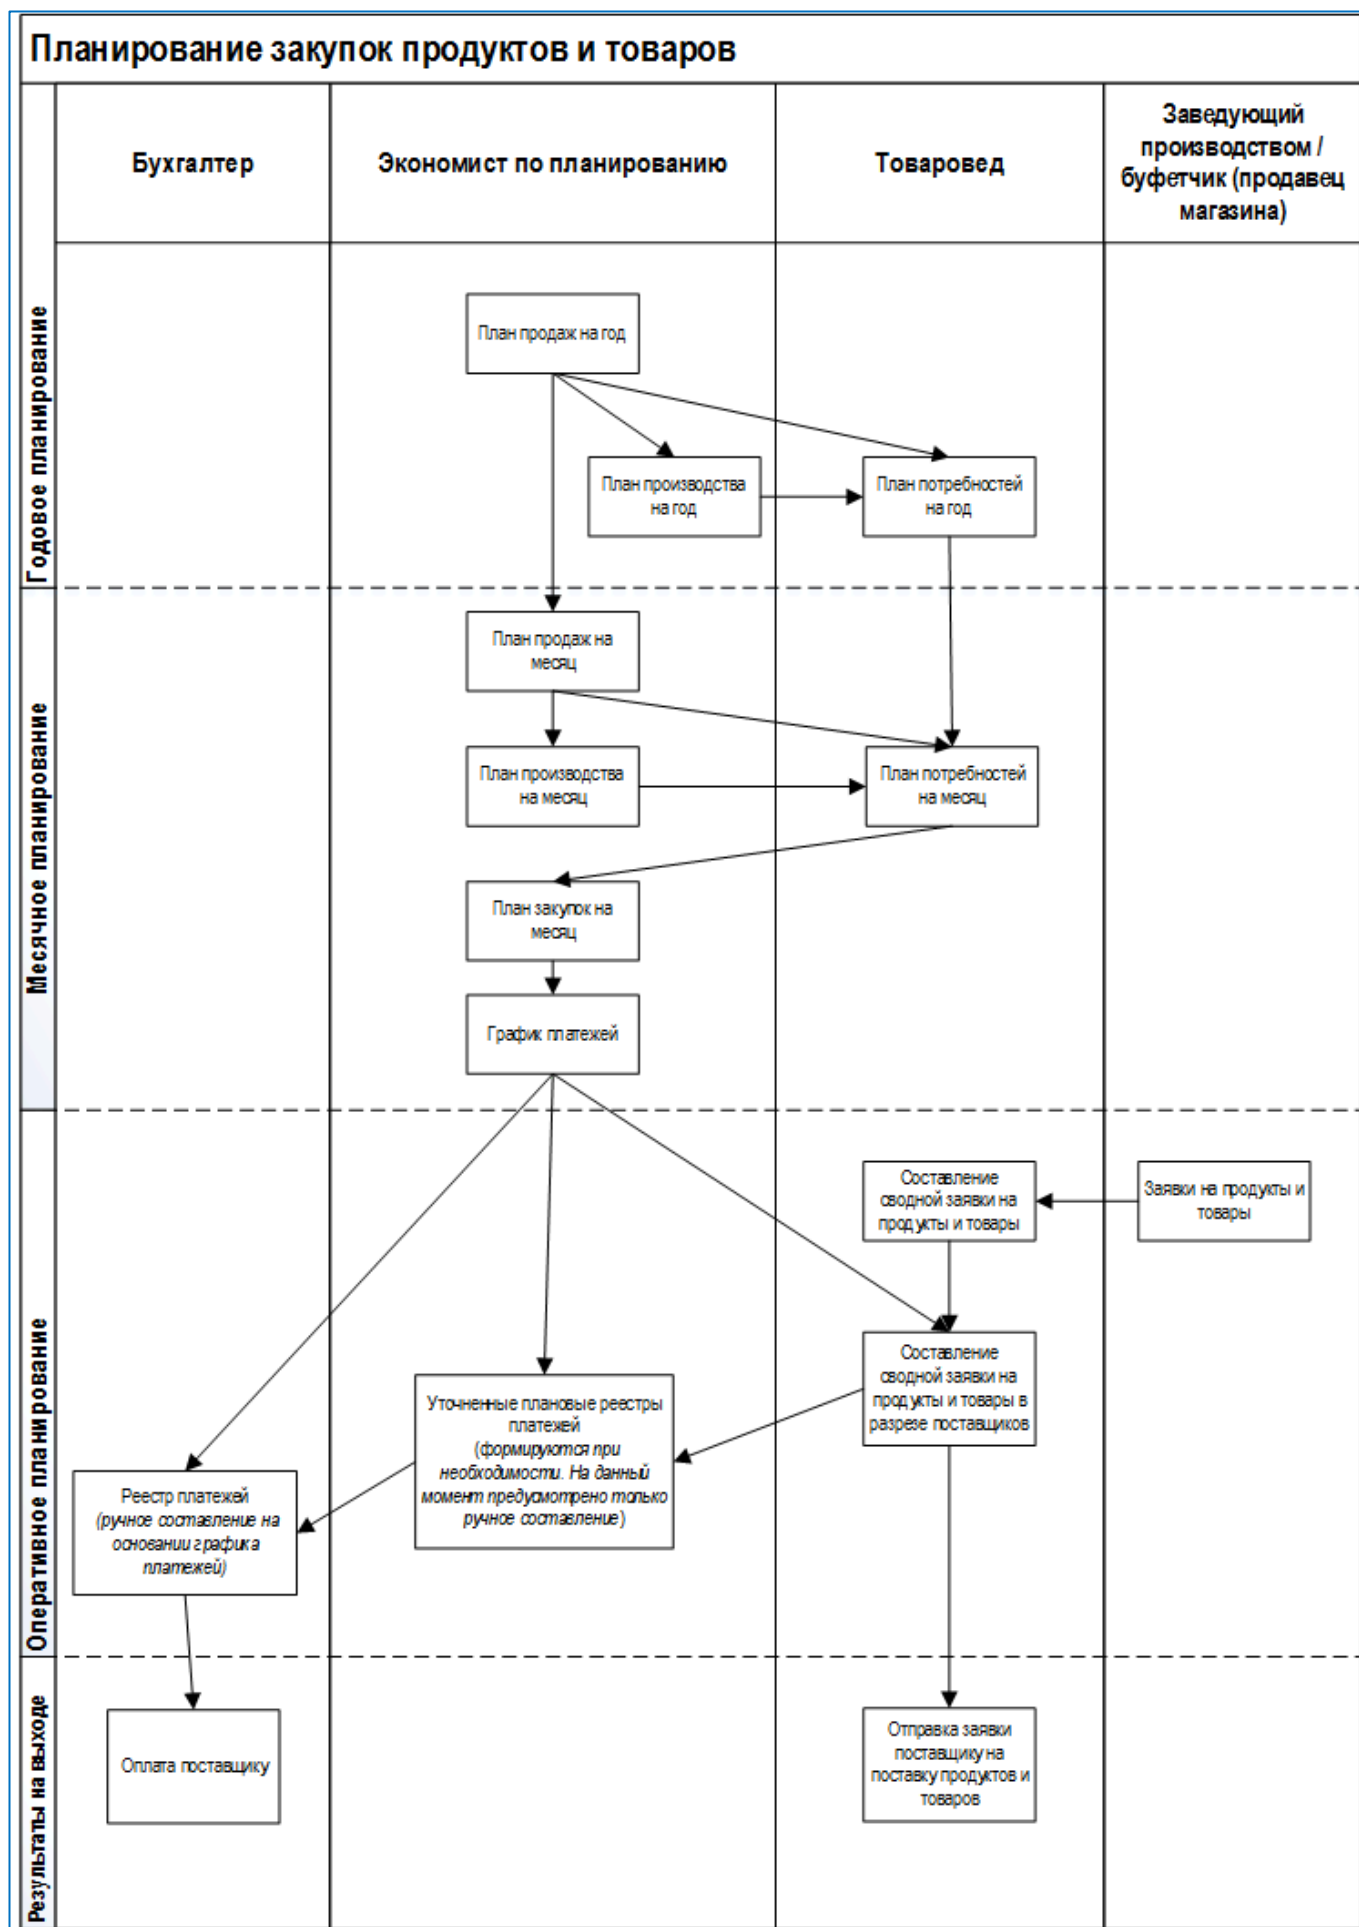 Планирование закупок продуктов и товаров
Бухгалтер
Экономист по планированию
Товаровед
Заведующий
производством /
буфетчик (продавец
магазина)
Годовое планирование
План продаж на год
План производства
на год
План потребностей
на год
Месячное планирование
План продаж на
месяц
План производства
на месяц
План потребностей
на месяц
План закупок на
месяц
График платежей
Оперативное планирование
Составление
сводной заявки на
продукты и товары
Заявки на продукты и
товары
Составление
сводной заявки на
продукты и товары в
разрезе поставщиков
Уточненные плановые реестры
платежей
(формируются при
необходимости. На данный
момент предусмотрено только
ручное составление)
Реестр платежей
(ручное составление на
основании графика
платежей)
Результаты на выходе
Оплата поставщику
Отправка заявки
поставщику на
поставку продуктов и
товаров